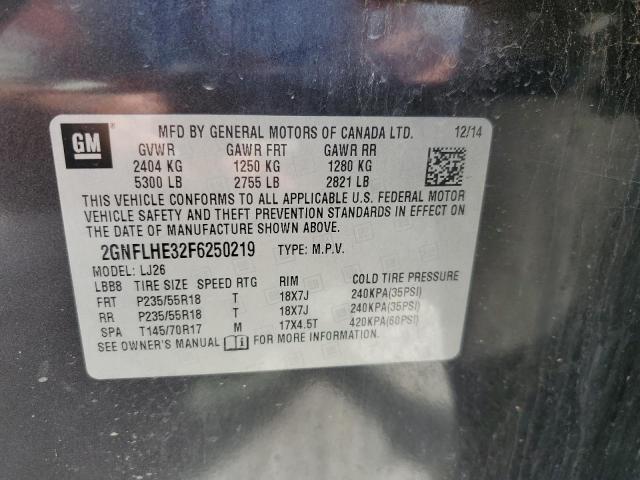 GM MFD BY GENERAL MOTORS OF CANADA LTD. 12/14
GVWR GAWR FRT GAWR RR
2404 KG 1250 KG 1280 KG
5300 LB 2755 LB 2821 LB
THIS VEHICLE CONFORMS TO ALL APPLICABLE U.S. FEDERAL MOTOR
VEHICLE SAFETY AND THEFT PREVENTION STANDARDS IN EFFECT ON
THE DATE OF MANUFACTURE SHOWN ABOVE.
2GNFLHE32F6250219 TYPE: M.P.V.
MODEL: LJ26
LBB8 TIRE SIZE SPEED RTG RIM COLD TIRE PRESSURE
FRT P235/55R18 T 18X7J 240KPA(35PSI)
RR P235/55R18 T 18X7J 240KPA(35PSI)
SPA T145/70R17 M 17X4.5T 420KPA(60PSI)
SEE OWNER'S MANUAL FOR MORE INFORMATION.